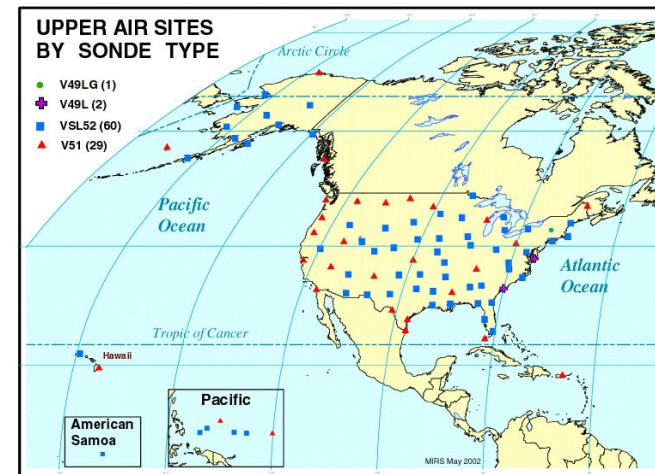 UPPER AIR SITES
BY SONDE TYPE
V49LG (1)
V49L (2)
VSL52 (60)
V51 (29)
Arctic Circle
Pacific
Ocean
Atlantic
Ocean
Tropic of Cancer
Hawaii
American
Samoa
Pacific
MIRS May 2002